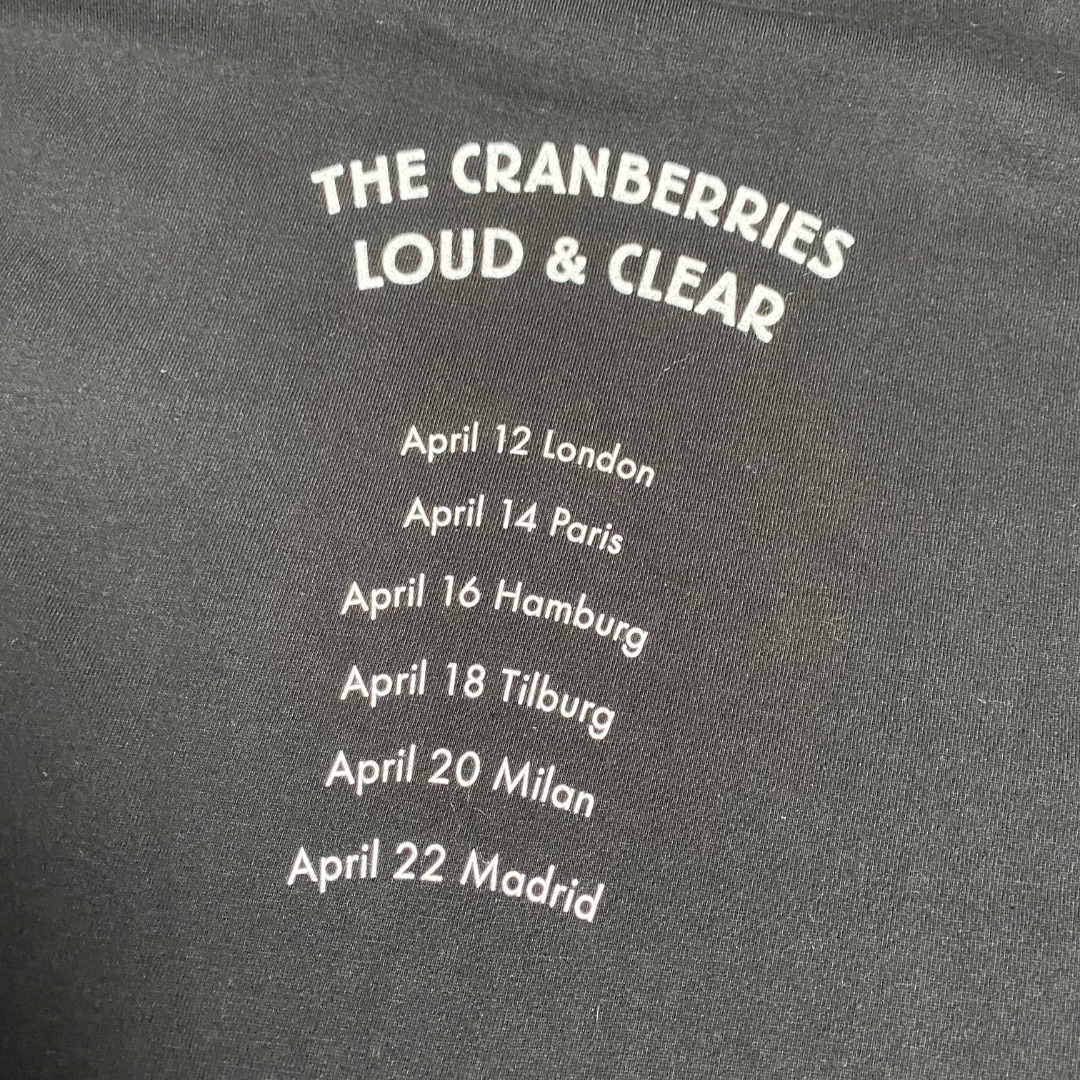 THE CRANBERRIES
LOUD & CLEAR
April 12 London
April 14 Paris
April 16 Hamburg
April 18 Tilburg
April 20 Milan
April 22 Madrid